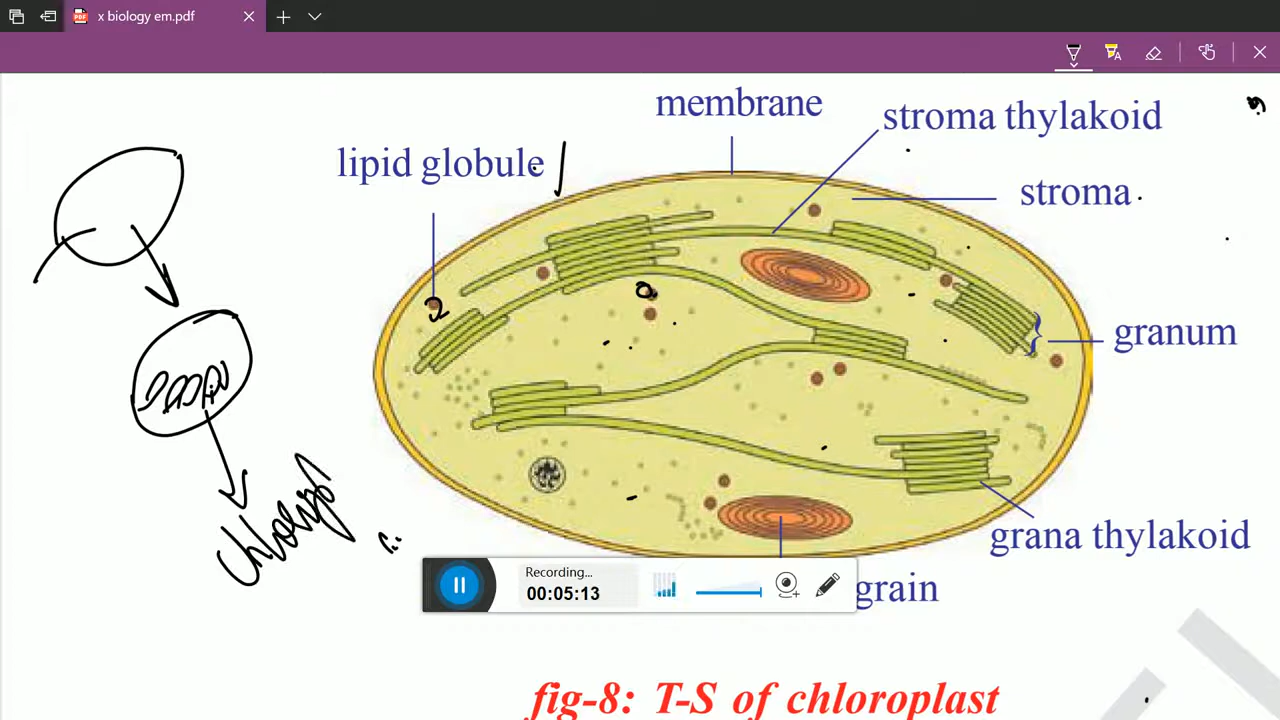 x biology em.pdf
membrane
stroma thylakoid
lipid globule
stroma
granum
grana thylakoid
grain
Recording...
00:05:13
fig-8: T-S of chloroplast